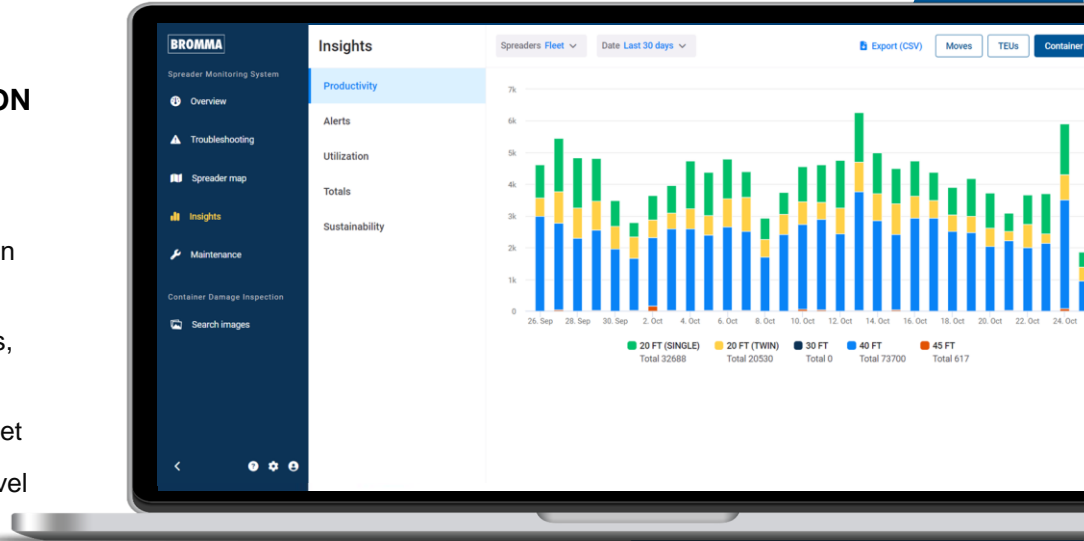 ON
n
s,
et
vel
BROMMA
Spreader Monitoring System
Overview
Troubleshooting
Spreader map
Insights
Maintenance
Container Damage Inspection
Search images
Insights
Productivity
Alerts
Utilization
Totals
Sustainability
Spreaders Fleet
Date Last 30 days
Export (CSV)
Moves
TEUs
Container
7k
6k
5k
4k
3k
2k
1k
0
26. Sep 28. Sep 30. Sep 2. Oct 4. Oct 6. Oct 8. Oct 10. Oct 12. Oct 14. Oct 16. Oct 18. Oct 20. Oct 22. Oct 24. Oct
20 FT (SINGLE) 20 FT (TWIN) 30 FT 40 FT 45 FT
Total 32688 Total 20530 Total 0 Total 73700 Total 617